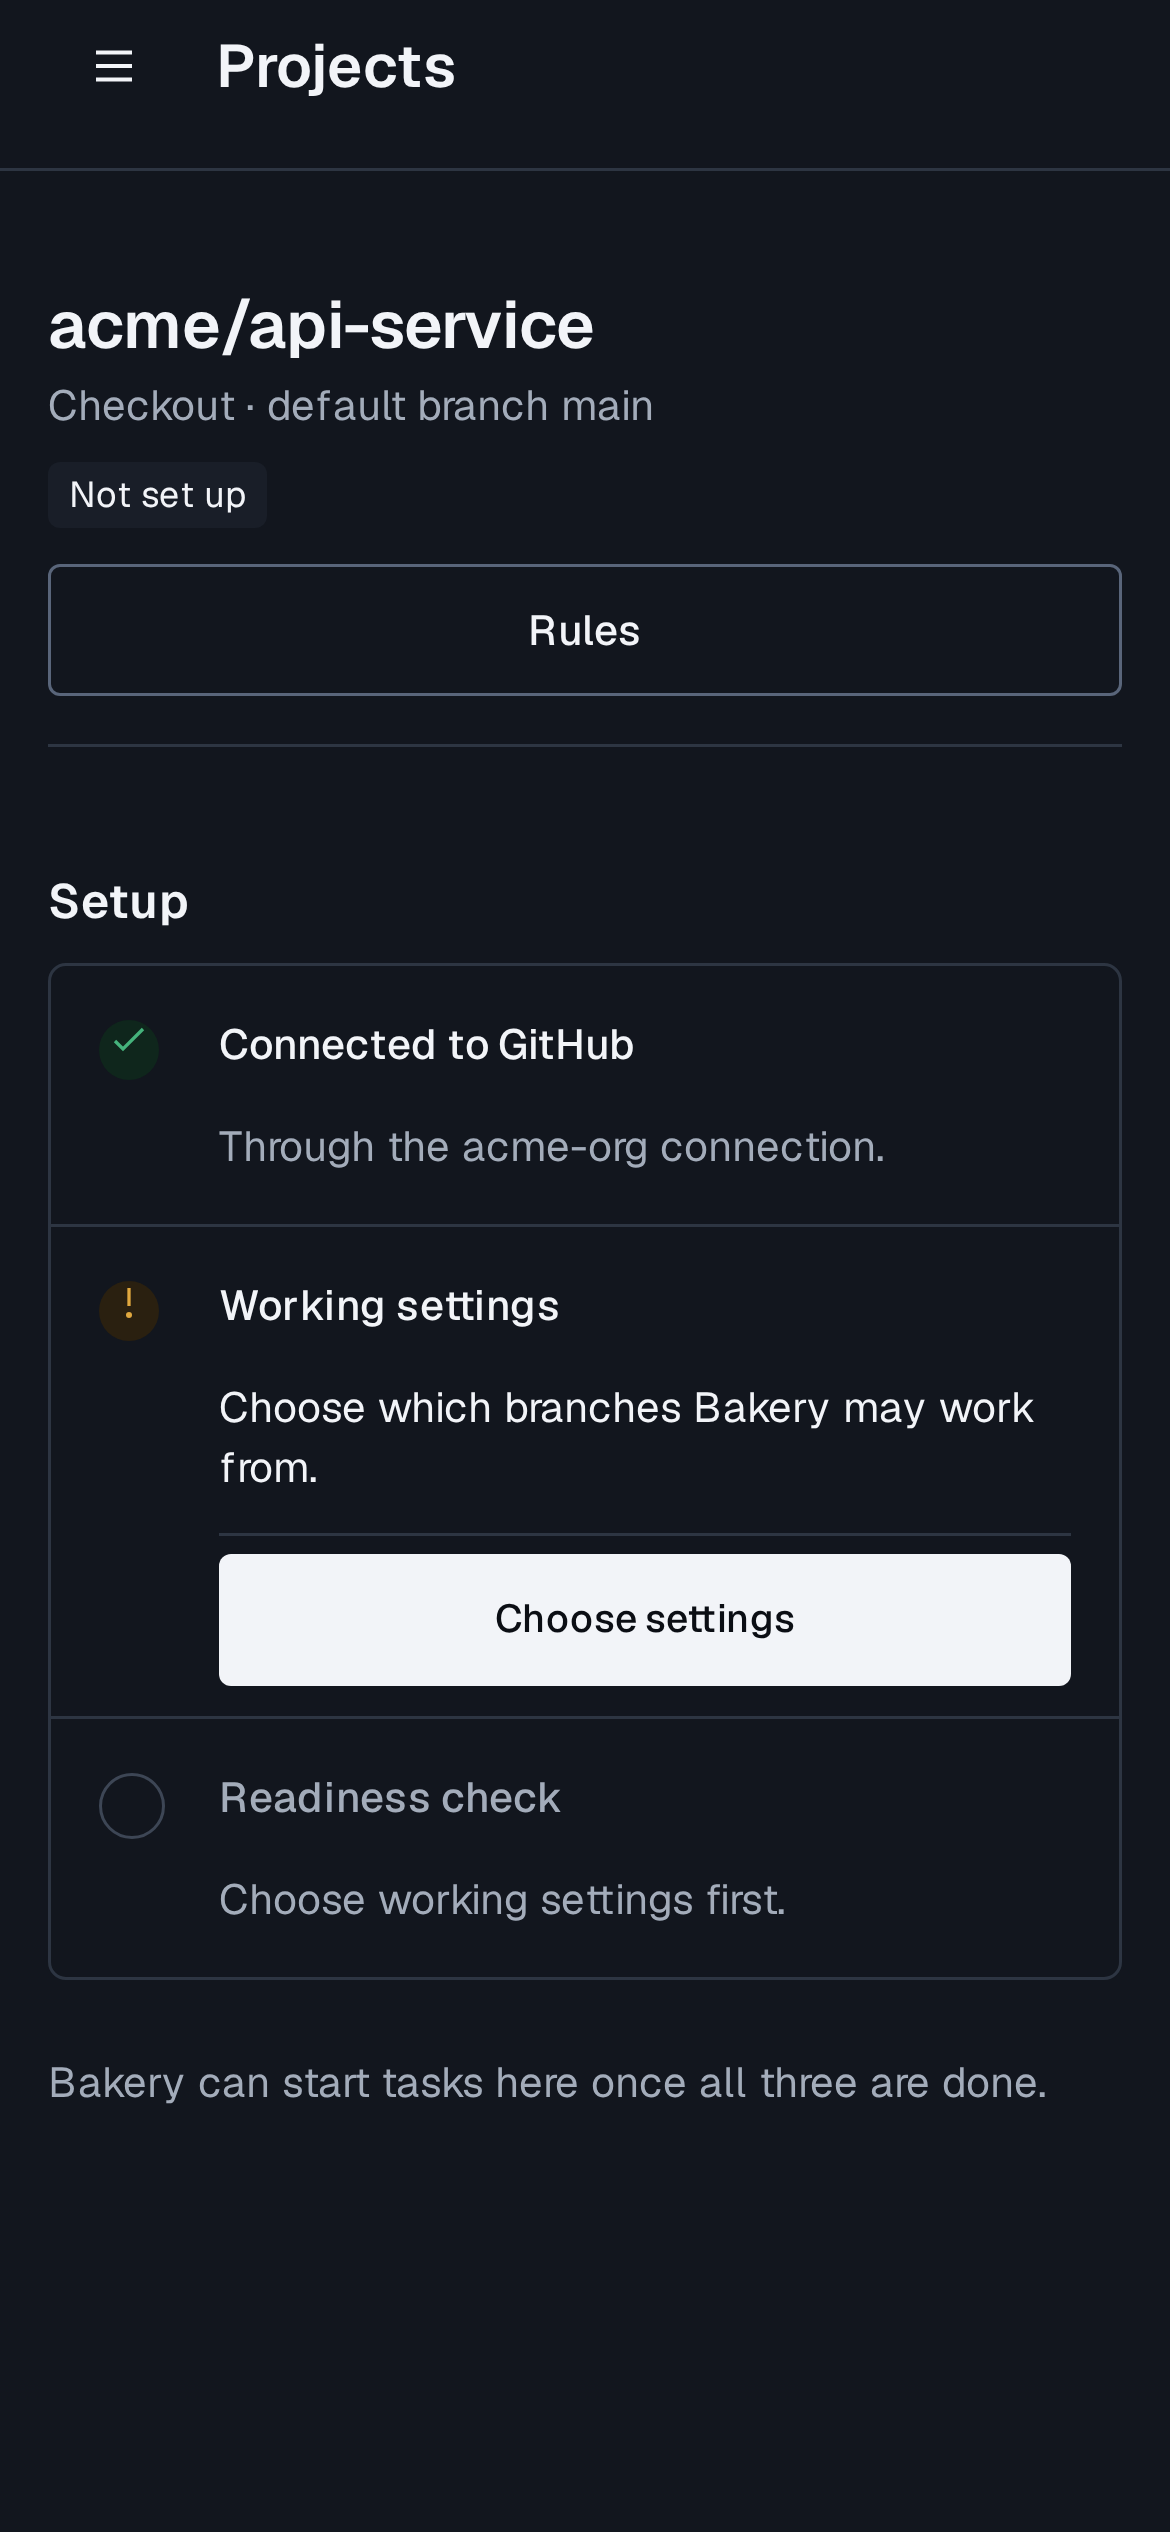 Projects
acme/api-service
Checkout · default branch main
Not set up
Rules
Setup
Connected to GitHub
Through the acme-org connection.
Working settings
Choose which branches Bakery may work
from.
Choose settings
Readiness check
Choose working settings first.
Bakery can start tasks here once all three are done.